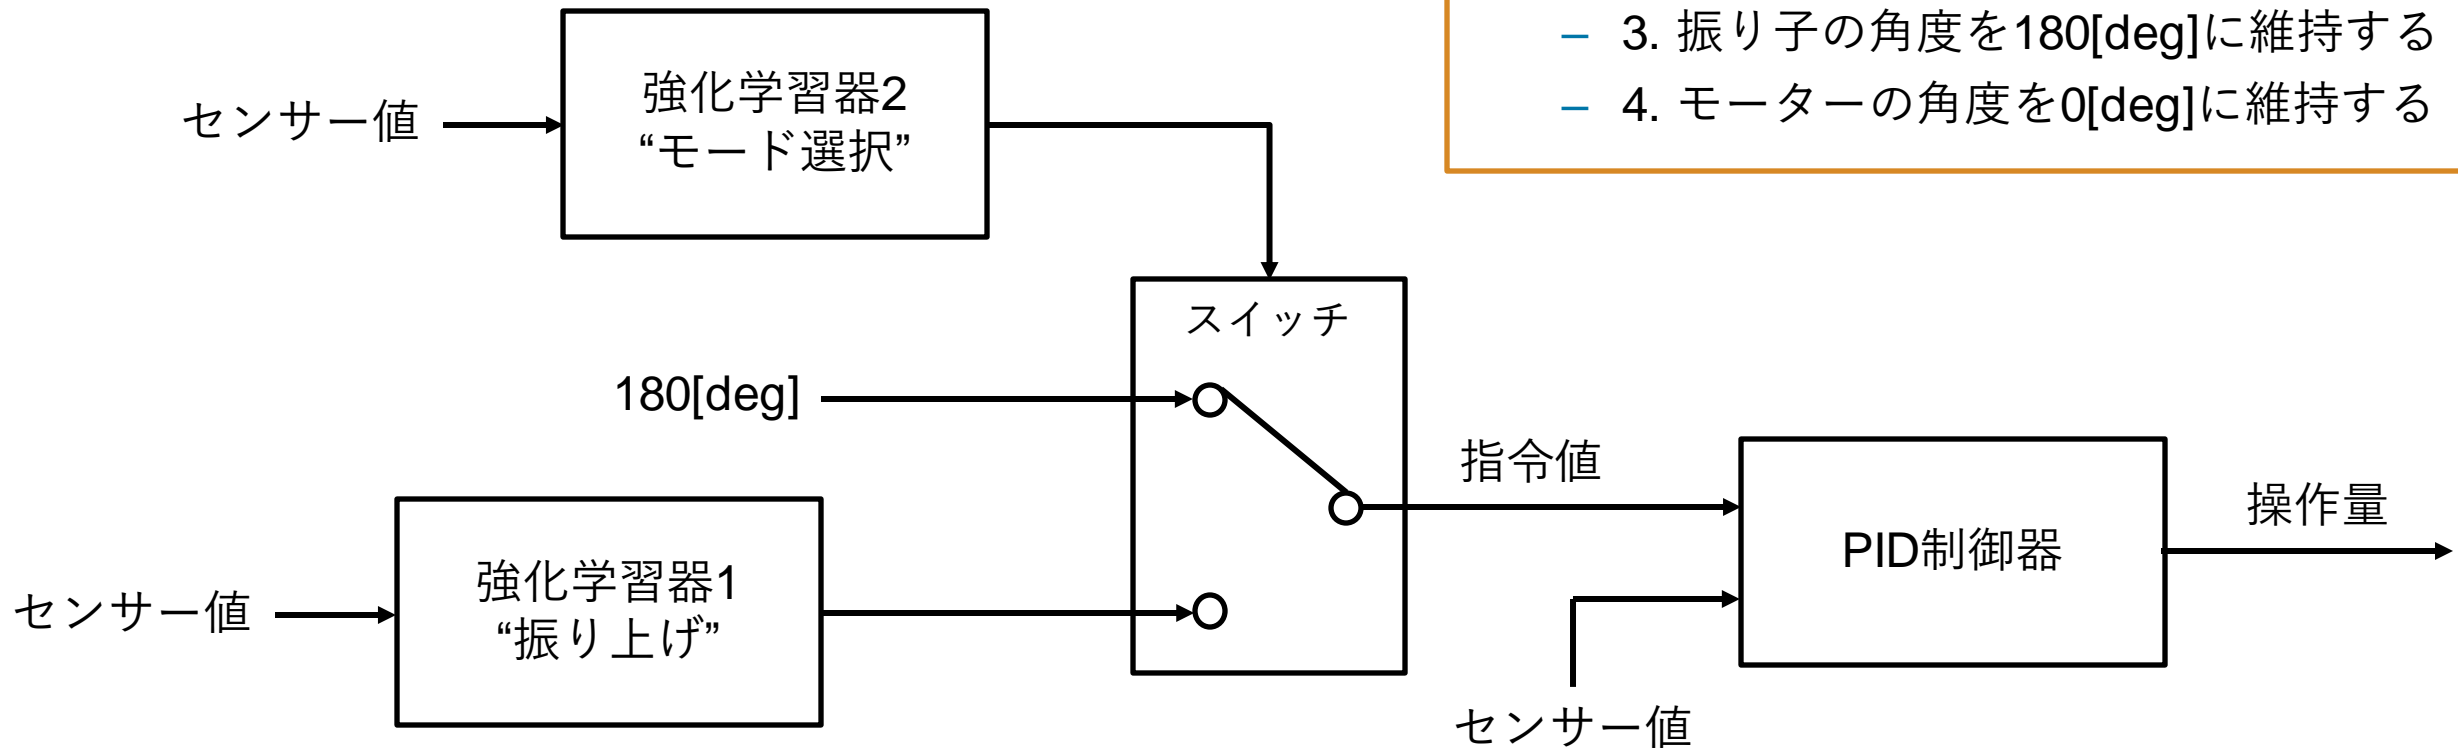 – 3. 振り子の角度を180[deg]に維持する
– 4. モーターの角度を0[deg]に維持する
センサー値
強化学習器2
“モード選択”
スイッチ
180[deg]
指令値
操作量
PID制御器
センサー値
強化学習器1
“振り上げ”
センサー値